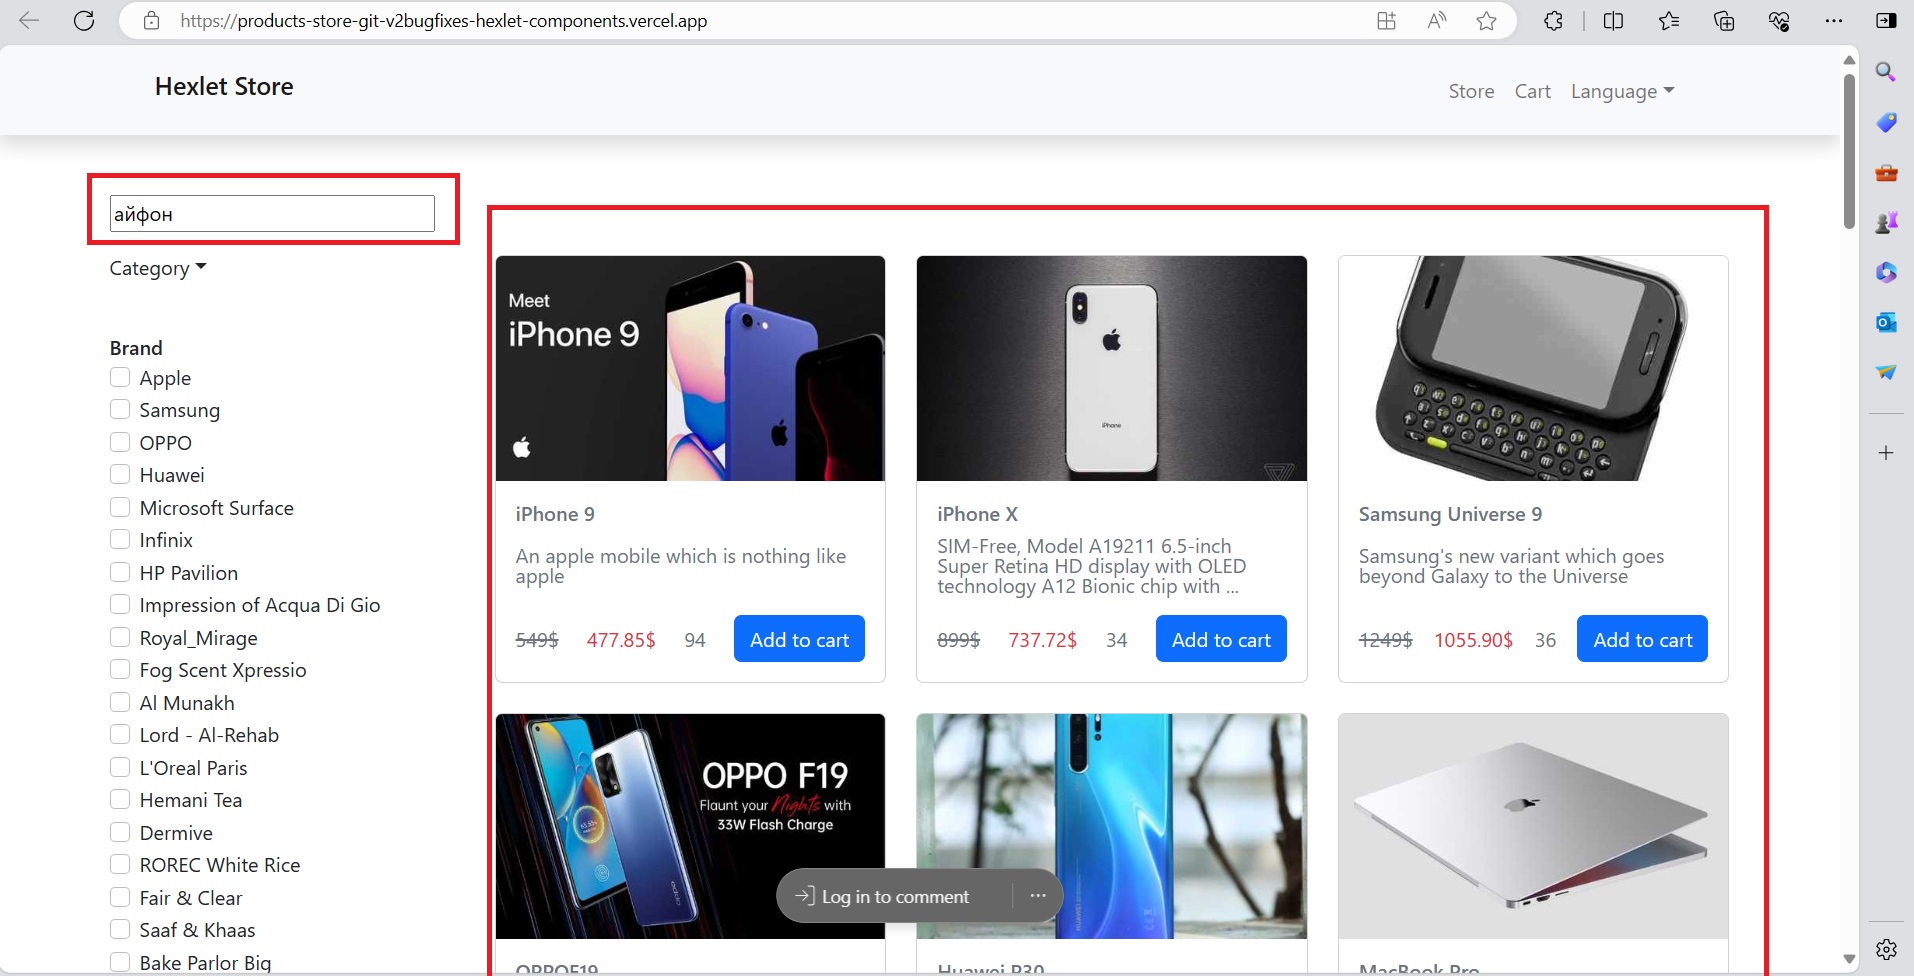 https://products-store-git-v2bugfixes-hexlet-components.vercel.app
Hexlet Store
Store
Cart
Language
айфон
Category
Brand
Apple
Samsung
OPPO
Huawei
Microsoft Surface
Infinix
HP Pavilion
Impression of Acqua Di Gio
Royal_Mirage
Fog Scent Xpressio
Al Munakh
Lord - Al-Rehab
L'Oreal Paris
Hemani Tea
Dermive
ROREC White Rice
Fair & Clear
Saaf & Khaas
Bake Parlor Big
Meet
iPhone 9
iPhone 9
An apple mobile which is nothing like
apple
549$ 477.85$ 94 Add to cart
iPhone
iPhone X
SIM-Free, Model A19211 6.5-inch
Super Retina HD display with OLED
technology A12 Bionic chip with ...
899$ 737.72$ 34 Add to cart
Samsung Universe 9
Samsung's new variant which goes
beyond Galaxy to the Universe
1249$ 1055.90$ 36 Add to cart
OPPO F19
Flaunt your Nights with
33W Flash Charge
oppo
OPPOF19
Huawei P30
MacBook Pro
Log in to comment